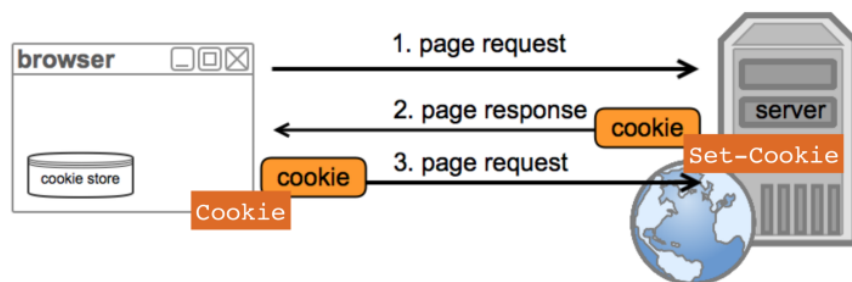 browser
1. page request
server
2. page response
cookie
Set-Cookie
cookie store
cookie
3. page request
Cookie